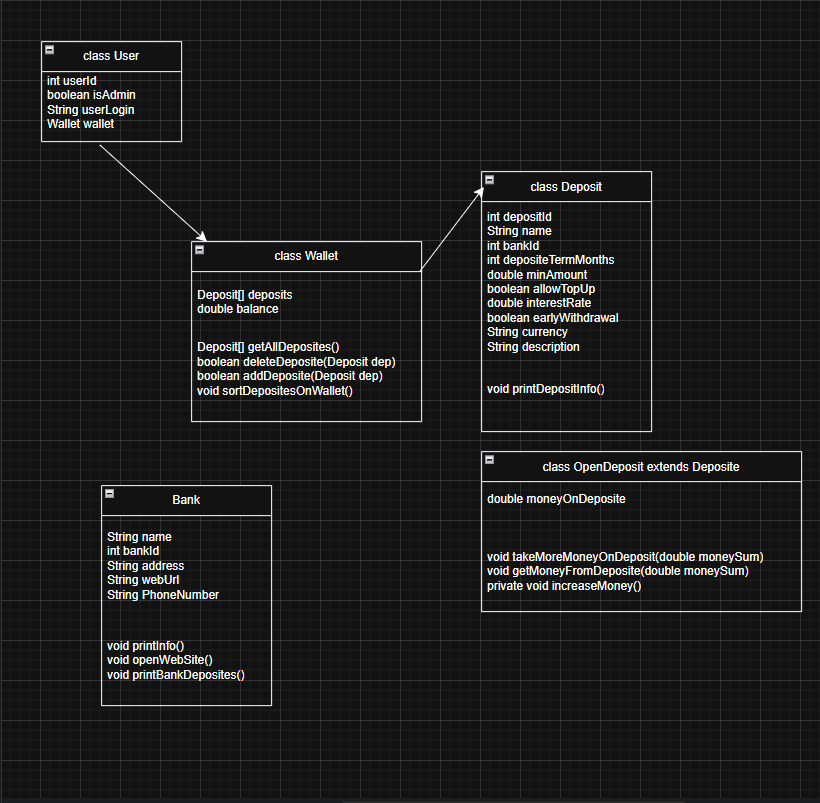 class User
int userId
boolean isAdmin
String userLogin
Wallet wallet
class Wallet
Deposit[] deposits
double balance
Deposit[] getAllDeposites()
boolean deleteDeposite(Deposit dep)
boolean addDeposite(Deposit dep)
void sortDepositesOnWallet()
class Deposit
int depositId
String name
int bankId
int depositeTermMonths
double minAmount
boolean allowTopUp
double interestRate
boolean earlyWithdrawal
String currency
String description
void printDepositInfo()
Bank
String name
int bankId
String address
String webUrl
String PhoneNumber
void printInfo()
void openWebSite()
void printBankDeposites()
class OpenDeposit extends Deposite
double moneyOnDeposite
void takeMoreMoneyOnDeposit(double moneySum)
void getMoneyFromDeposite(double moneySum)
private void increaseMoney()